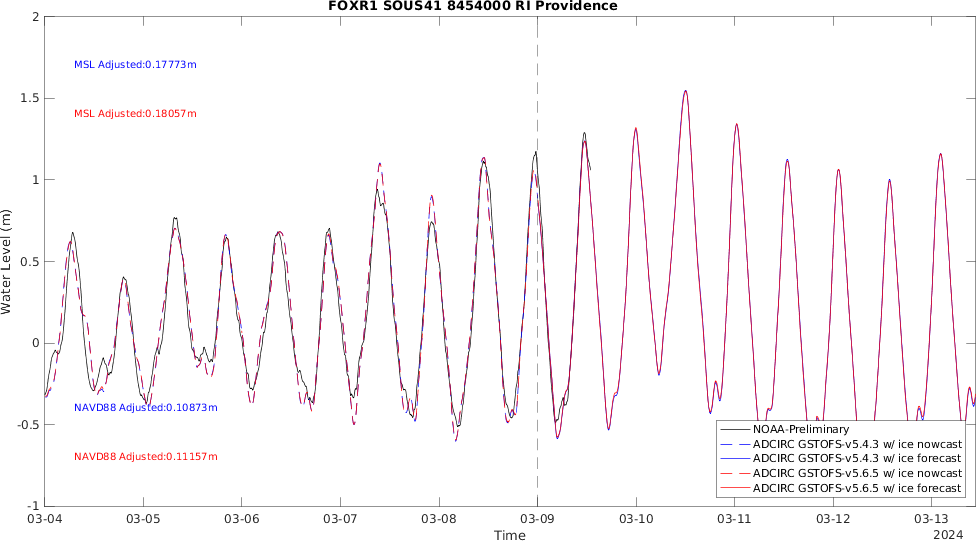 FOXR1 SOUS41 8454000 RI Providence
2
MSL Adjusted:0.17773m
1.5
MSL Adjusted:0.18057m
1
0.5
Water Level (m)
0
NAVD88 Adjusted:0.10873m
-0.5
NAVD88 Adjusted:0.11157m
-1
NOAA-Preliminary
ADCIRC GSTOFS-v5.4.3 w/ ice nowcast
ADCIRC GSTOFS-v5.4.3 w/ ice forecast
ADCIRC GSTOFS-v5.6.5 w/ ice nowcast
ADCIRC GSTOFS-v5.6.5 w/ ice forecast
03-04 03-05 03-06 03-07 03-08 03-09 03-10 03-11 03-12 03-13
Time
2024